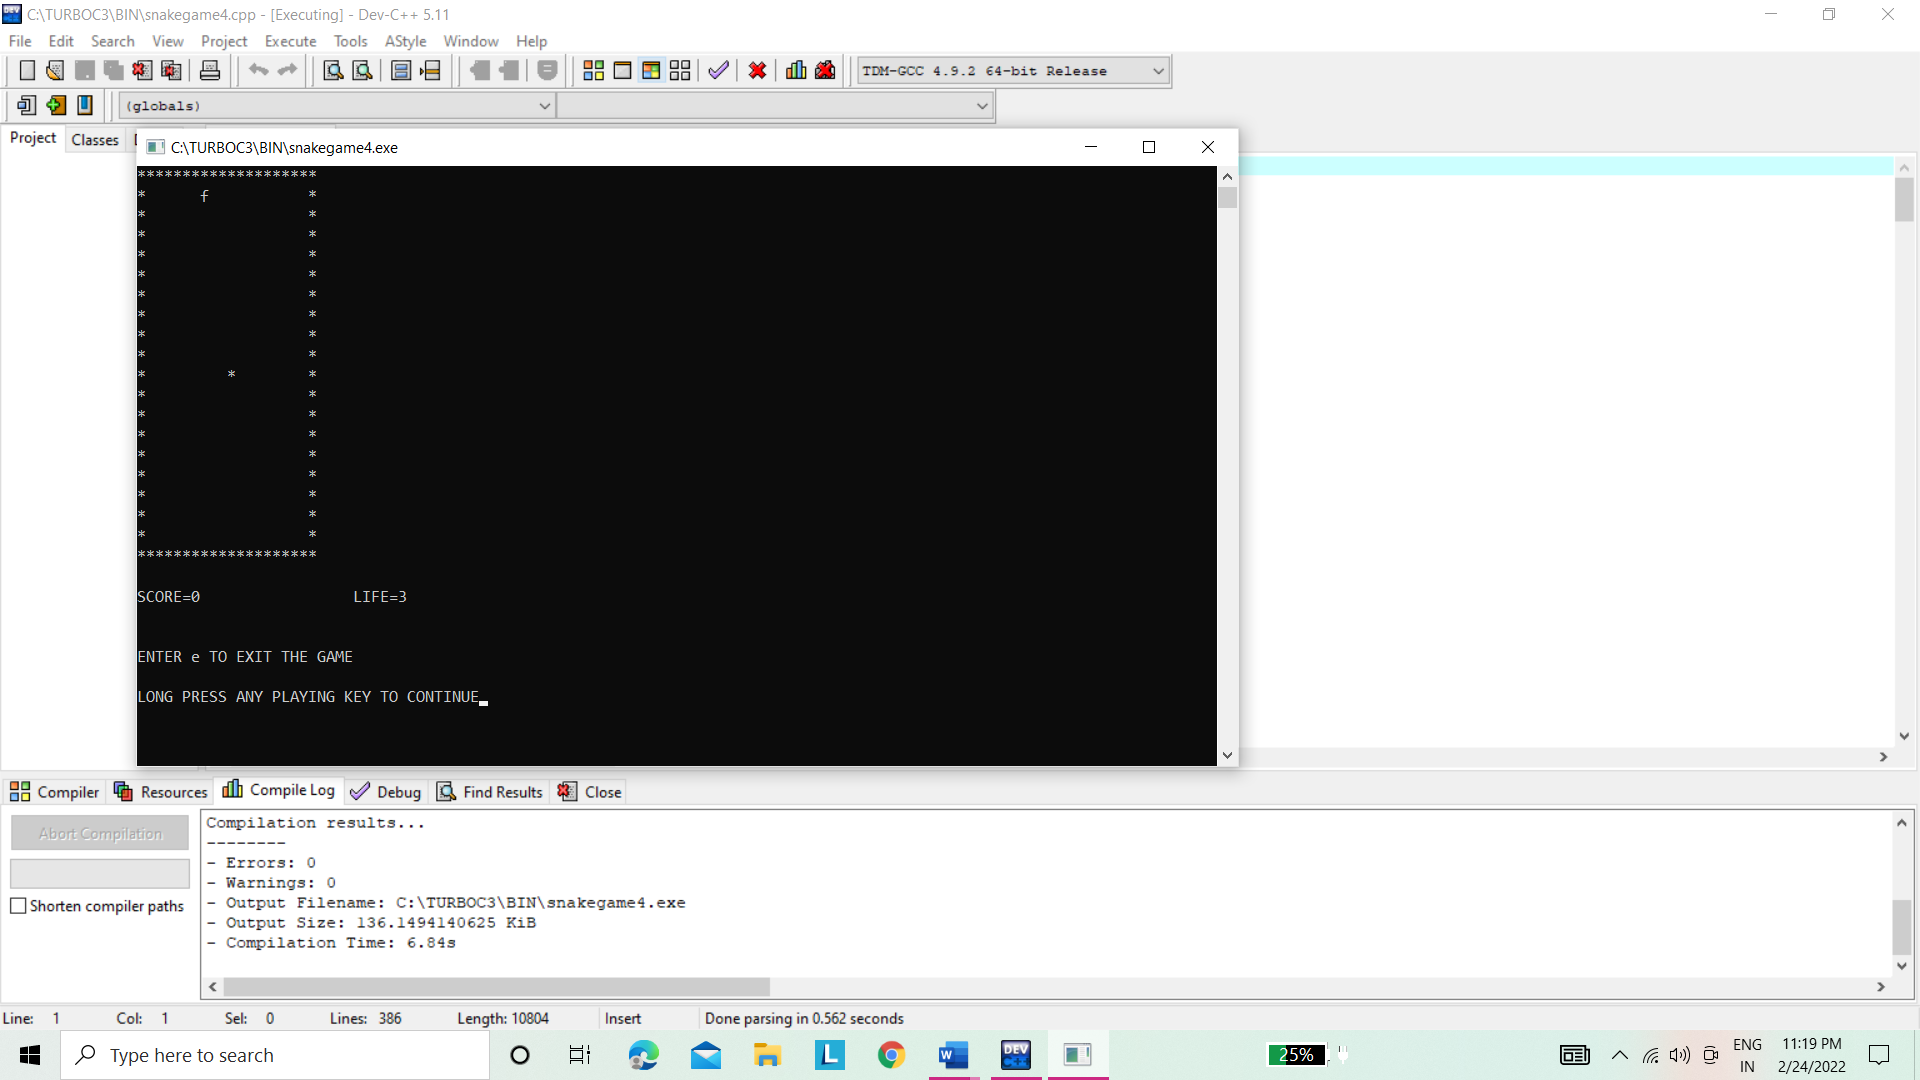 C:\TURBOC3\BIN\snakegame4.cpp - [Executing] - Dev-C++ 5.11
File Edit Search View Project Execute Tools AStyle Window Help
TDM-GCC 4.9.2 64-bit Release
(globals)
Project Classes
C:\TURBOC3\BIN\snakegame4.exe
********************
*      f           *
*                  *
*                  *
*                  *
*                  *
*                  *
*                  *
*                  *
*                  *
*         *        *
*                  *
*                  *
*                  *
*                  *
*                  *
*                  *
*                  *
*                  *
********************
SCORE=0                 LIFE=3
ENTER e TO EXIT THE GAME
LONG PRESS ANY PLAYING KEY TO CONTINUE
Compiler Resources Compile Log Debug Find Results Close
Abort Compilation
Shorten compiler paths
Compilation results...
--------
- Errors: 0
- Warnings: 0
- Output Filename: C:\TURBOC3\BIN\snakegame4.exe
- Output Size: 136.1494140625 KiB
- Compilation Time: 6.84s
Line: 1 Col: 1 Sel: 0 Lines: 386 Length: 10804 Insert Done parsing in 0.562 seconds
Type here to search
L
W
DEV C++
25%
ENG
IN
11:19 PM
2/24/2022